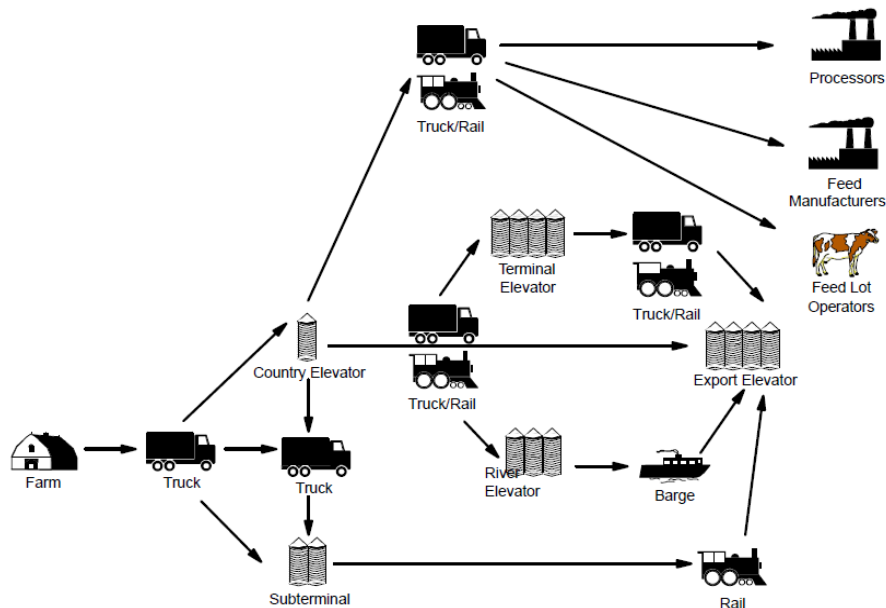 Truck/Rail
Processors
Feed
Manufacturers
Terminal
Elevator
Truck/Rail
Feed Lot
Operators
Country Elevator
Truck/Rail
Export Elevator
Farm
Truck
Truck
River
Elevator
Barge
Subterminal
Rail